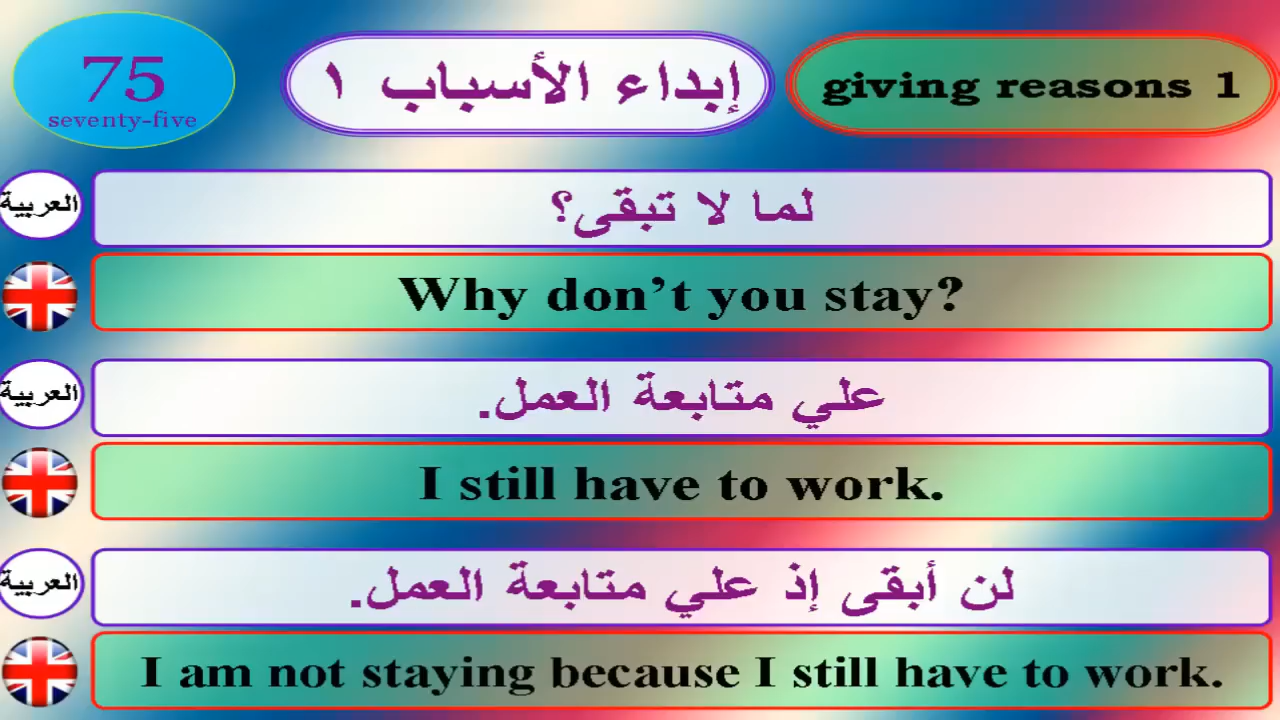 75
seventy-five
إبداء الأسباب ١
giving reasons 1
العربية
لما لا تبقى؟
Why don’t you stay?
العربية
علي متابعة العمل.
I still have to work.
العربية
لن أبقى إذ علي متابعة العمل.
I am not staying because I still have to work.